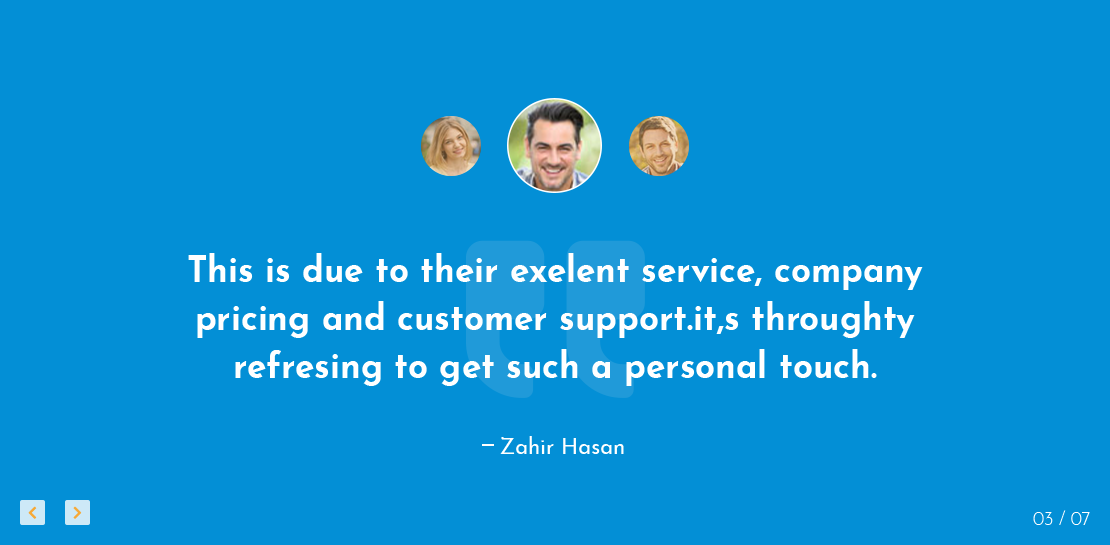 This is due to their exelent service, company
pricing and customer support.it,s throughty
refresing to get such a personal touch.
– Zahir Hasan
03 / 07